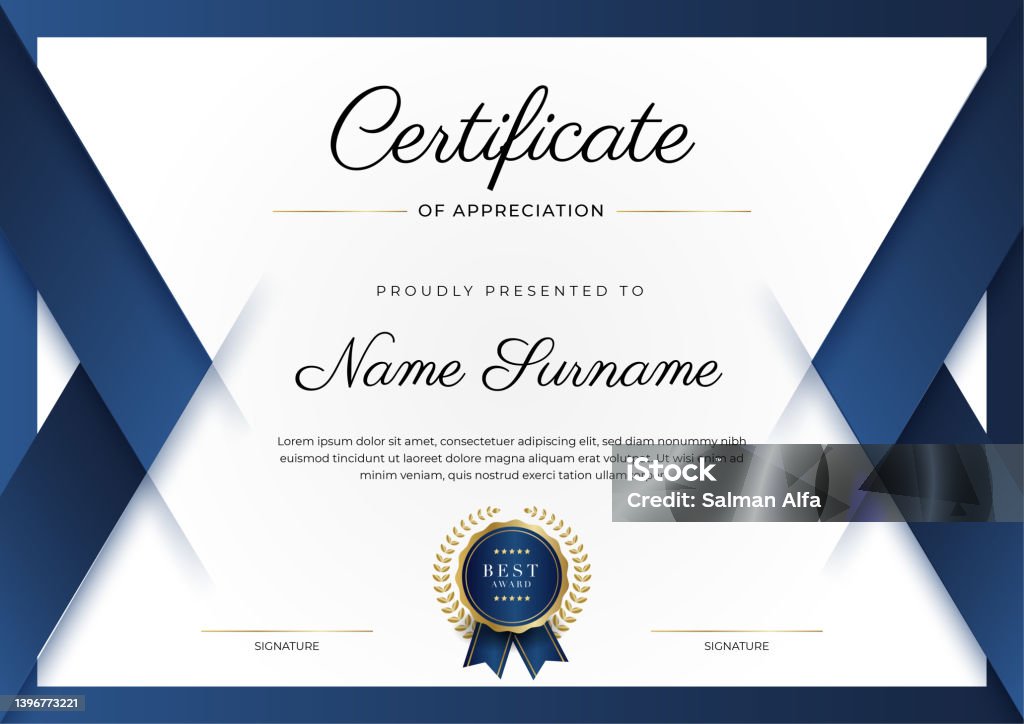 Certificate
OF APPRECIATION
PROUDLY PRESENTED TO
Name Surname
Lorem ipsum dolor sit amet, consectetuer adipiscing elit, sed diam nonummy nibh
euismod tincidunt ut laoreet dolore magna aliquam erat volutpat. Ut wisi enim ad
minim veniam, quis nostrud exerci tation ullamcorper
iStock
Credit: Salman Alfa
BEST
AWARD
SIGNATURE
SIGNATURE
1396773221